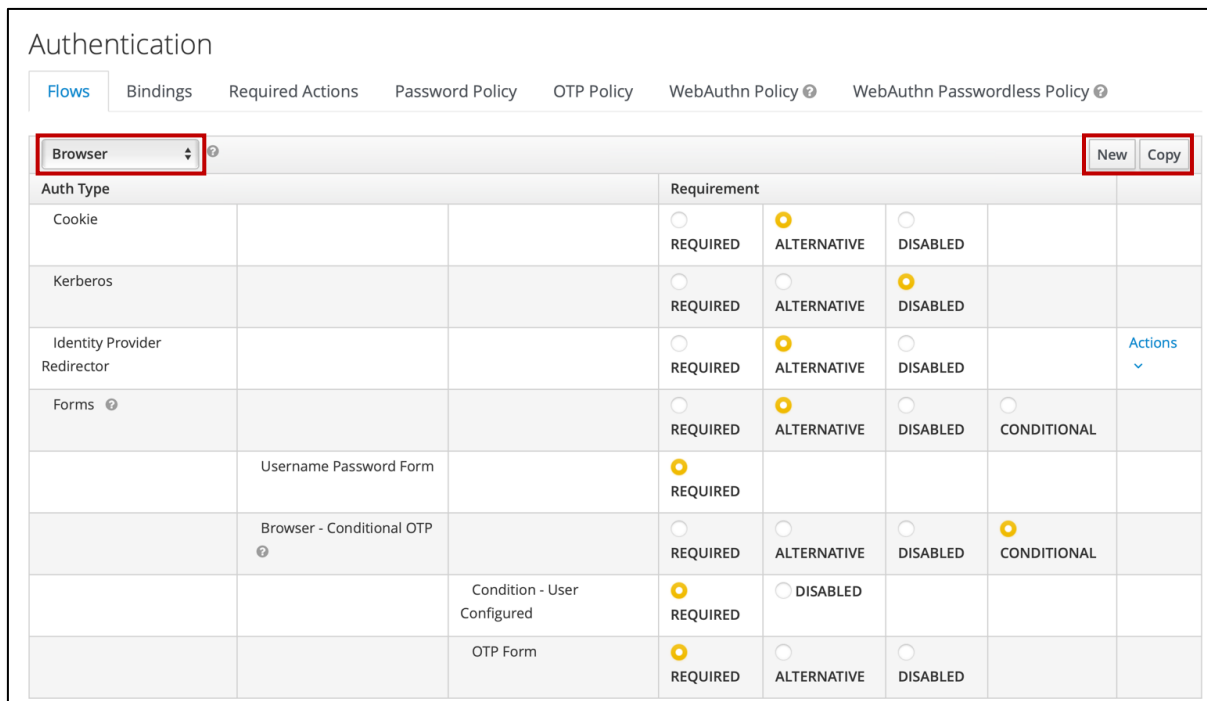 Authentication
Flows Bindings Required Actions Password Policy OTP Policy WebAuthn Policy WebAuthn Passwordless Policy
Browser New Copy
Auth Type Requirement
Cookie
REQUIRED ALTERNATIVE DISABLED
Kerberos
REQUIRED ALTERNATIVE DISABLED
Identity Provider Actions
Redirector REQUIRED ALTERNATIVE DISABLED
Forms
REQUIRED ALTERNATIVE DISABLED CONDITIONAL
Username Password Form
REQUIRED
Browser - Conditional OTP
REQUIRED ALTERNATIVE DISABLED CONDITIONAL
Condition - User DISABLED
Configured REQUIRED
OTP Form
REQUIRED ALTERNATIVE DISABLED